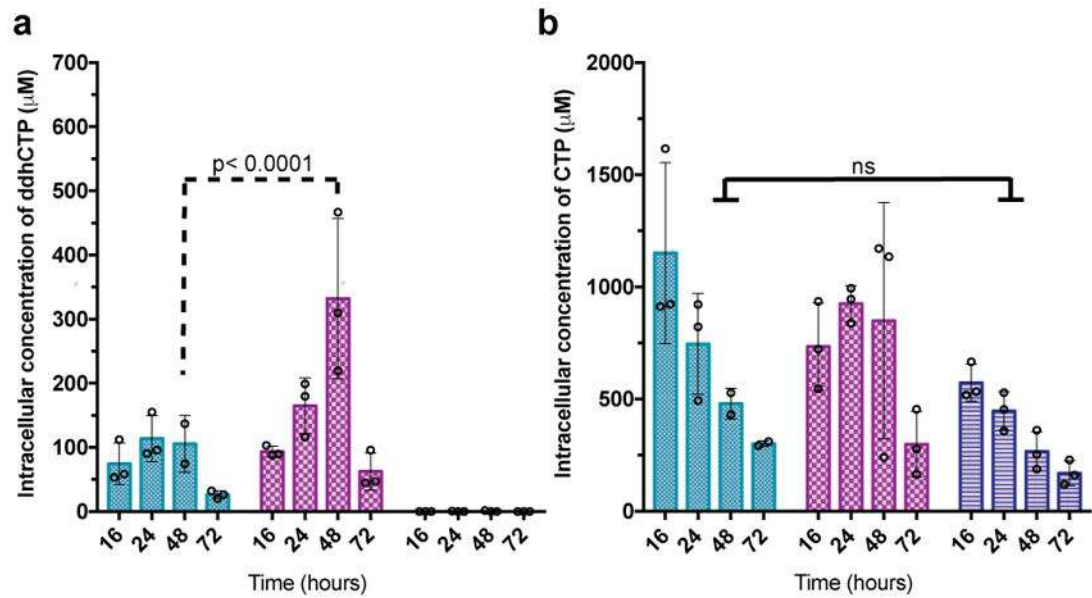 a
Intracellular concentration of ddhCTP (μM)
700
600
500
400
300
200
100
0
p< 0.0001
16 24 48 72 16 24 48 72 16 24 48 72
Time (hours)
b
Intracellular concentration of CTP (μM)
2000
1500
1000
500
0
ns
16 24 48 72 16 24 48 72 16 24 48 72
Time (hours)